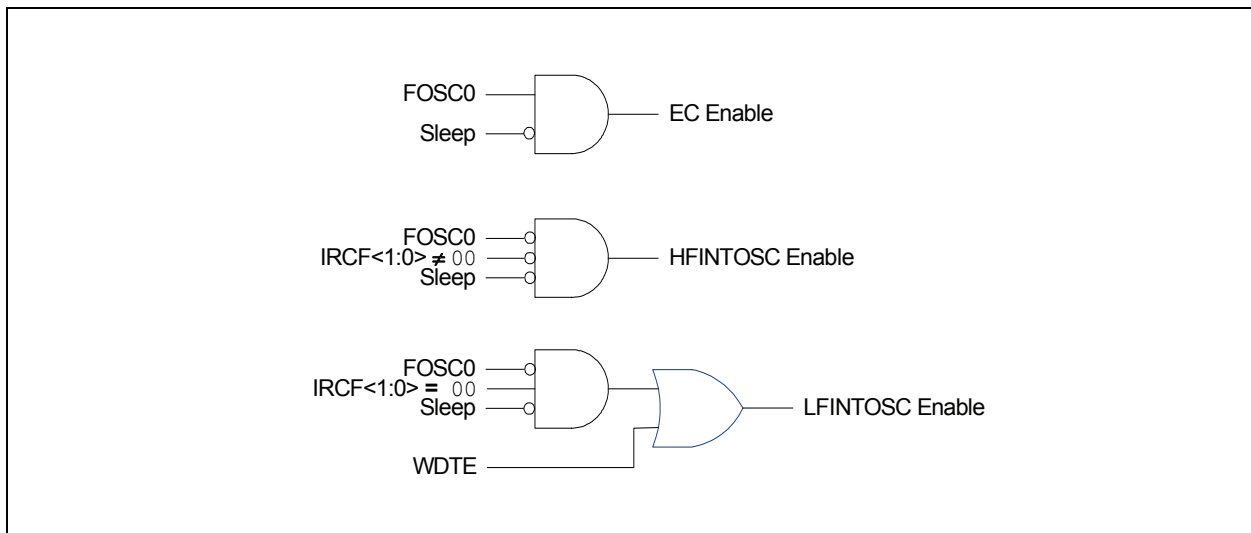 FOSC0
Sleep
EC Enable
FOSC0
IRCF<1:0> ≠ 00
Sleep
HFINTOSC Enable
FOSC0
IRCF<1:0> = 00
Sleep
LFINTOSC Enable
WDTE